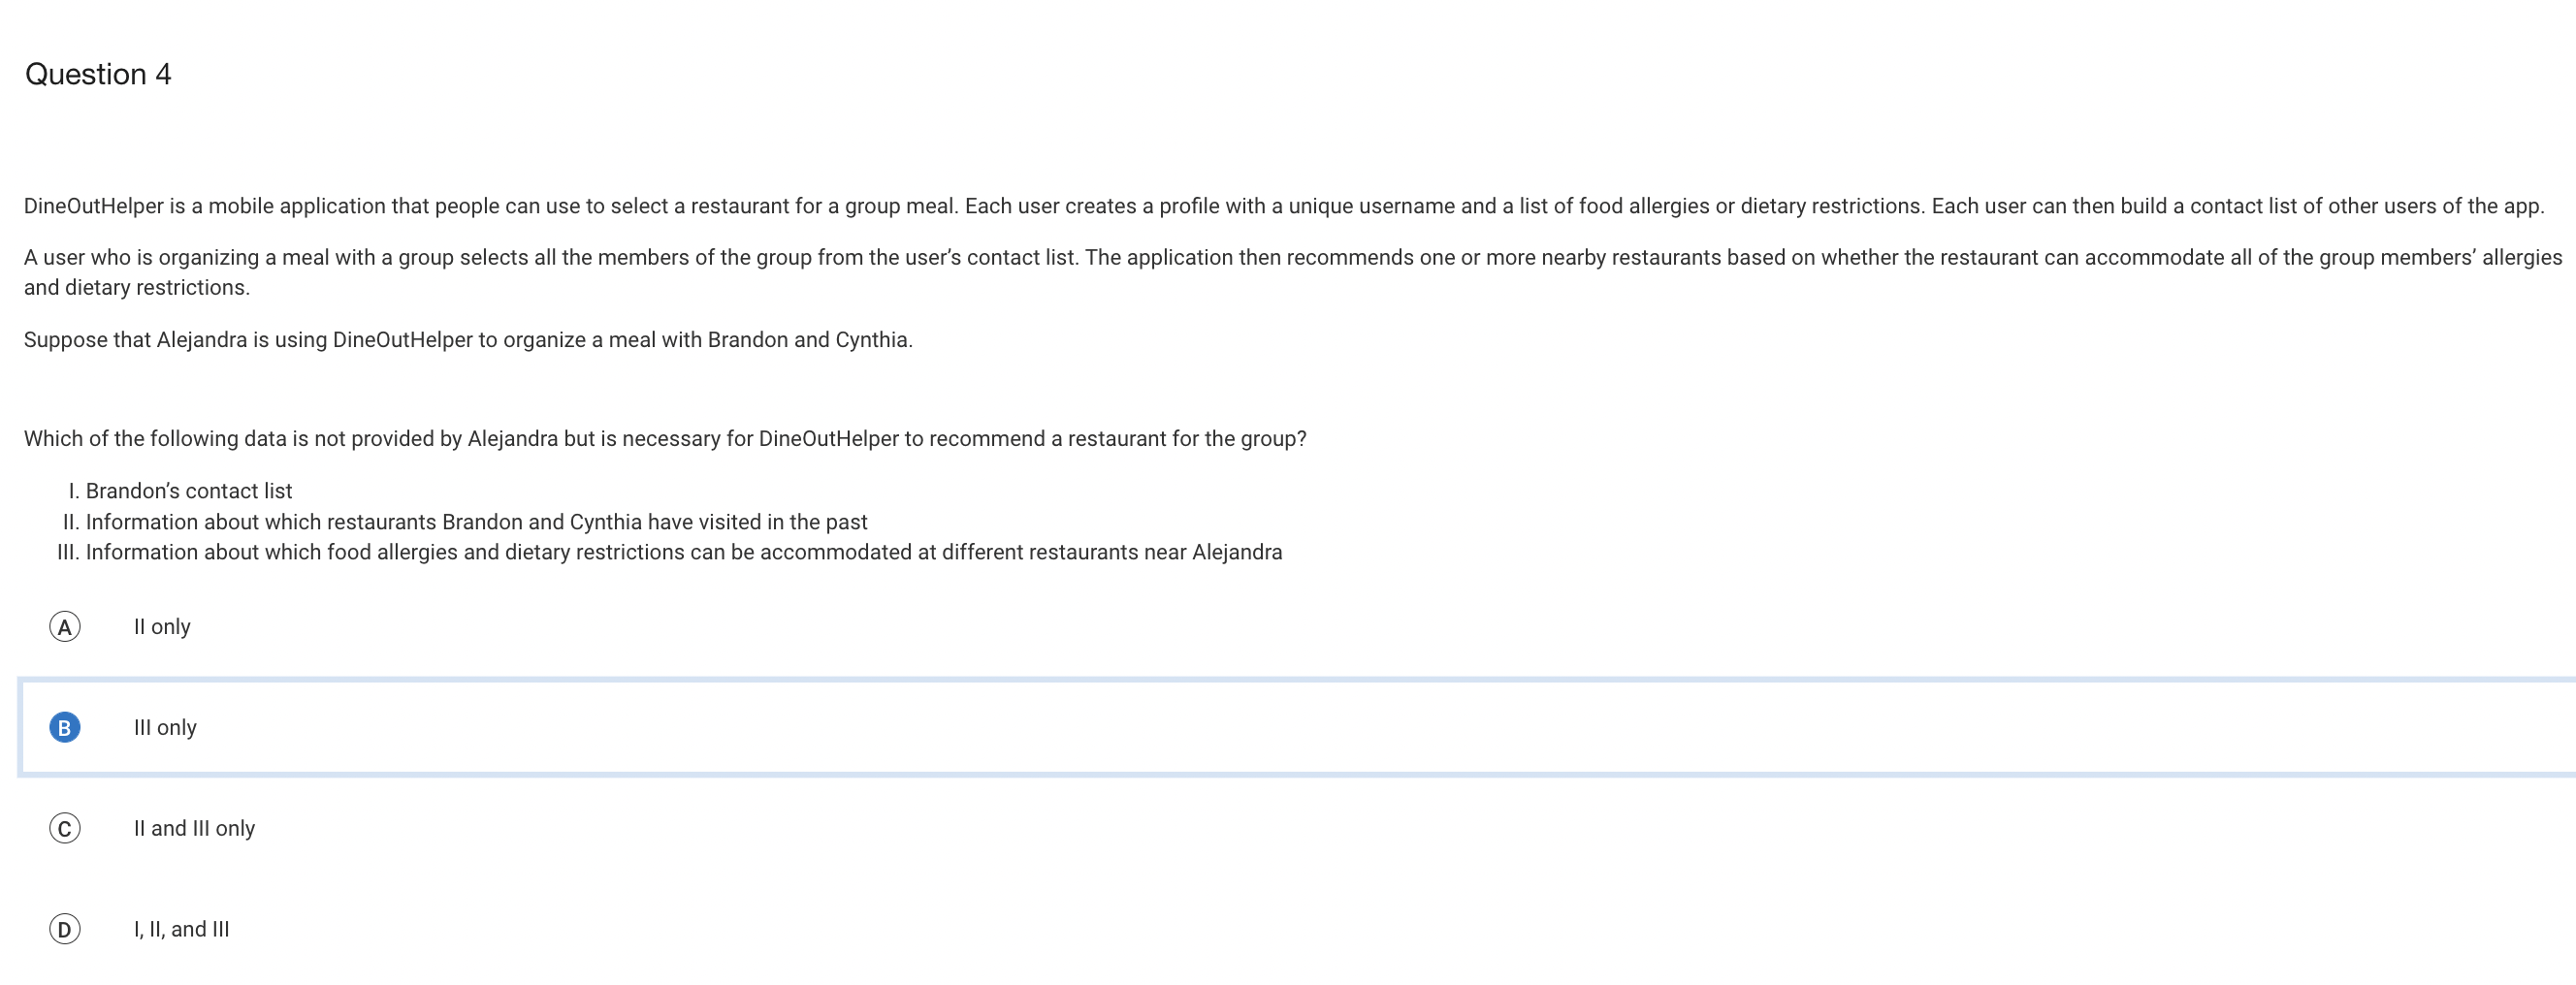 Question 4
DineOutHelper is a mobile application that people can use to select a restaurant for a group meal. Each user creates a profile with a unique username and a list of food allergies or dietary restrictions. Each user can then build a contact list of other users of the app.
A user who is organizing a meal with a group selects all the members of the group from the user’s contact list. The application then recommends one or more nearby restaurants based on whether the restaurant can accommodate all of the group members’ allergies
and dietary restrictions.
Suppose that Alejandra is using DineOutHelper to organize a meal with Brandon and Cynthia.
Which of the following data is not provided by Alejandra but is necessary for DineOutHelper to recommend a restaurant for the group?
I. Brandon’s contact list
II. Information about which restaurants Brandon and Cynthia have visited in the past
III. Information about which food allergies and dietary restrictions can be accommodated at different restaurants near Alejandra
A II only
B III only
C II and III only
D I, II, and III